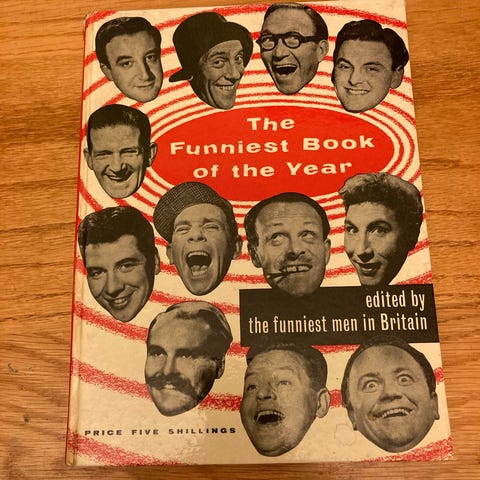 The
Funniest Book
of the Year
edited by
the funniest men in Britain
PRICE FIVE SHILLINGS